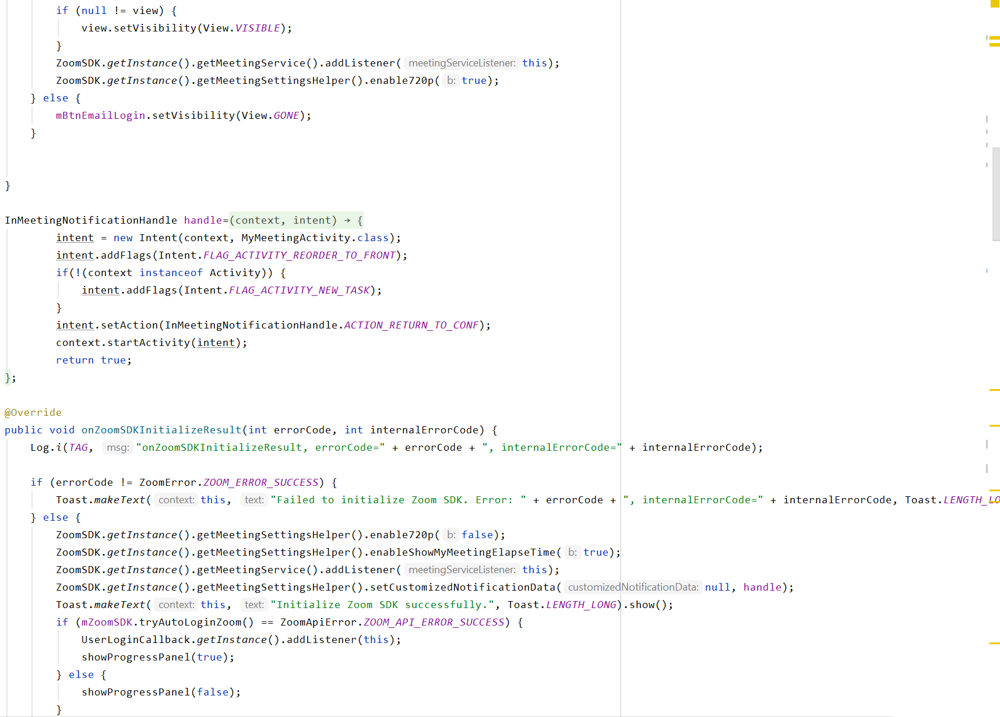 if (null != view) {
view.setVisibility(View.VISIBLE);
}
ZoomSDK.getInstance().getMeetingService().addListener( meetingServiceListener: this);
ZoomSDK.getInstance().getMeetingSettingsHelper().enable720p( b: true);
} else {
mBtnEmailLogin.setVisibility(View.GONE);
}
}
InMeetingNotificationHandle handle=(context, intent) → {
intent = new Intent(context, MyMeetingActivity.class);
intent.addFlags(Intent.FLAG_ACTIVITY_REORDER_TO_FRONT);
if(!(context instanceof Activity)) {
intent.addFlags(Intent.FLAG_ACTIVITY_NEW_TASK);
}
intent.setAction(InMeetingNotificationHandle.ACTION_RETURN_TO_CONF);
context.startActivity(intent);
return true;
};
@Override
public void onZoomSDKInitializeResult(int errorCode, int internalErrorCode) {
Log.i(TAG, msg: "onZoomSDKInitializeResult, errorCode=" + errorCode + ", internalErrorCode=" + internalErrorCode);
if (errorCode != ZoomError.ZOOM_ERROR_SUCCESS) {
Toast.makeText( context: this, text: "Failed to initialize Zoom SDK. Error: " + errorCode + ", internalErrorCode=" + internalErrorCode, Toast.LENGTH_LO
} else {
ZoomSDK.getInstance().getMeetingSettingsHelper().enable720p( b: false);
ZoomSDK.getInstance().getMeetingSettingsHelper().enableShowMyMeetingElapseTime( b: true);
ZoomSDK.getInstance().getMeetingService().addListener( meetingServiceListener: this);
ZoomSDK.getInstance().getMeetingSettingsHelper().setCustomizedNotificationData( customizedNotificationData: null, handle);
Toast.makeText( context: this, text: "Initialize Zoom SDK successfully.", Toast.LENGTH_LONG).show();
if (mZoomSDK.tryAutoLoginZoom() == ZoomApiError.ZOOM_API_ERROR_SUCCESS) {
UserLoginCallback.getInstance().addListener(this);
showProgressPanel(true);
} else {
showProgressPanel(false);
}